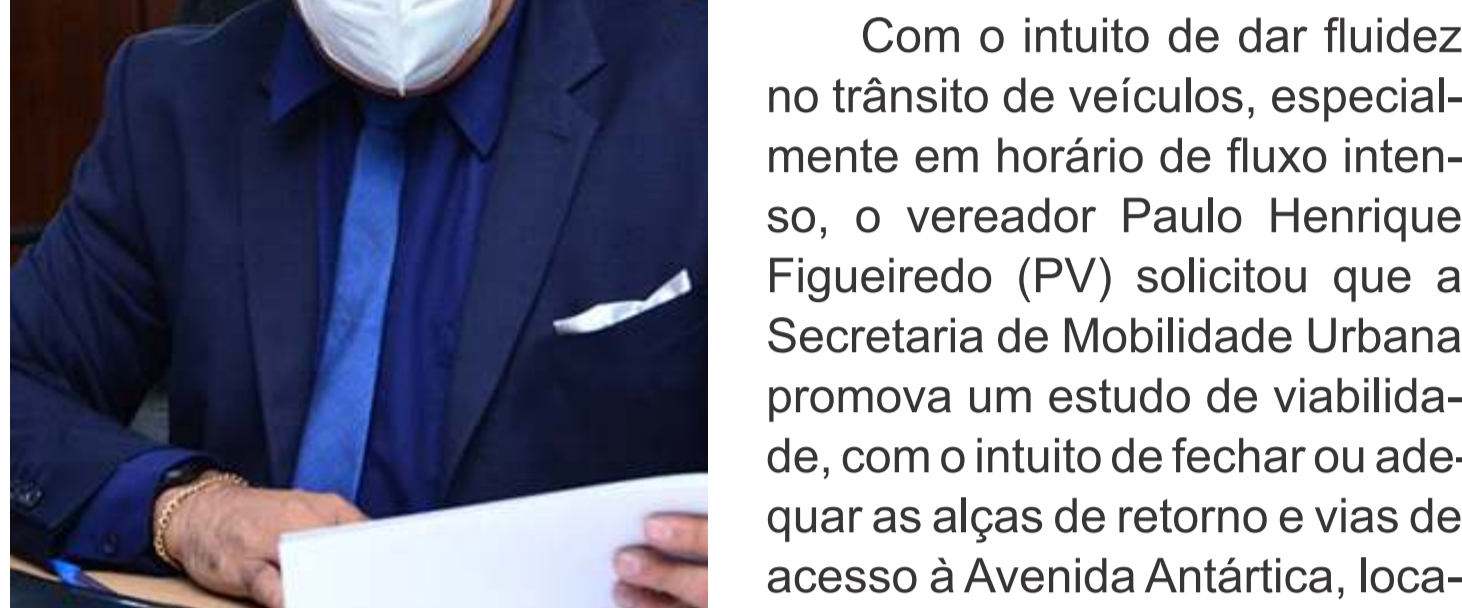 Com o intuito de dar fluidez
no trânsito de veículos, especial-
mente em horário de fluxo inten-
so, o vereador Paulo Henrique
Figueiredo (PV) solicitou que a
Secretaria de Mobilidade Urbana
promova um estudo de viabilida-
de, com o intuito de fechar ou ade-
quar as alças de retorno e vias de
acesso à Avenida Antártica, loca-